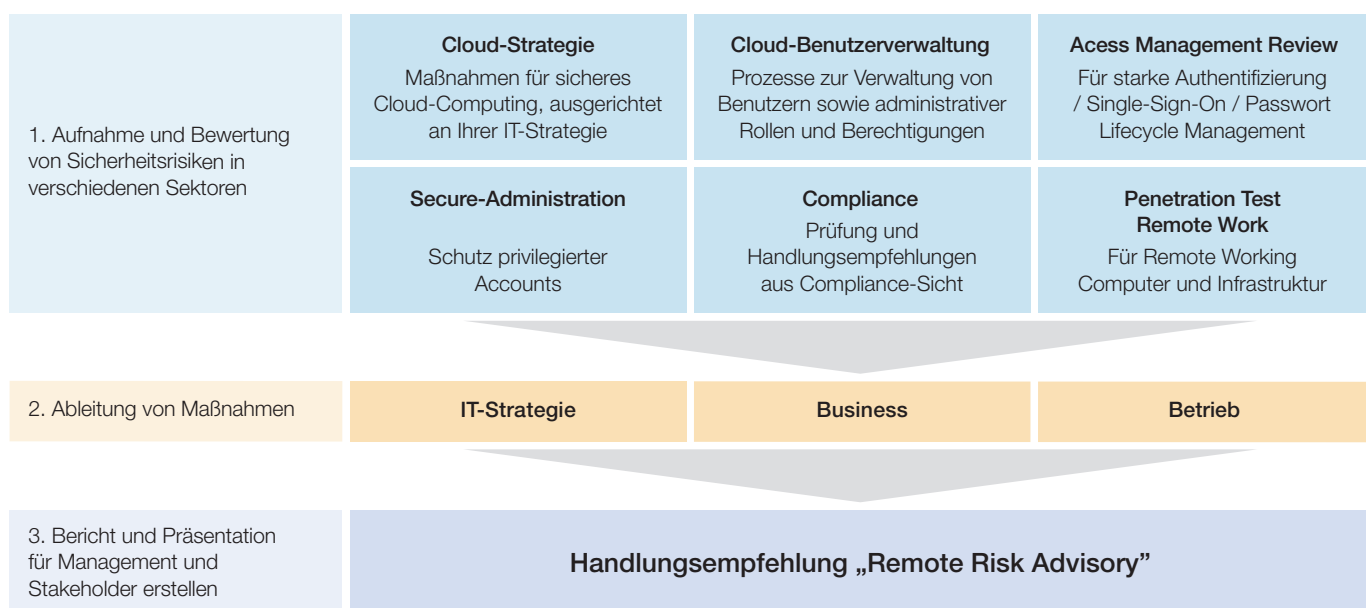 1. Aufnahme und Bewertung
von Sicherheitsrisiken in
verschiedenen Sektoren
Cloud-Strategie
Maßnahmen für sicheres
Cloud-Computing, ausgerichtet
an Ihrer IT-Strategie
Cloud-Benutzerverwaltung
Prozesse zur Verwaltung von
Benutzern sowie administrativer
Rollen und Berechtigungen
Acess Management Review
Für starke Authentifizierung
/ Single-Sign-On / Passwort
Lifecycle Management
Secure-Administration
Schutz privilegierter
Accounts
Compliance
Prüfung und
Handlungsempfehlungen
aus Compliance-Sicht
Penetration Test
Remote Work
Für Remote Working
Computer und Infrastruktur
2. Ableitung von Maßnahmen
IT-Strategie
Business
Betrieb
3. Bericht und Präsentation
für Management und
Stakeholder erstellen
Handlungsempfehlung „Remote Risk Advisory”